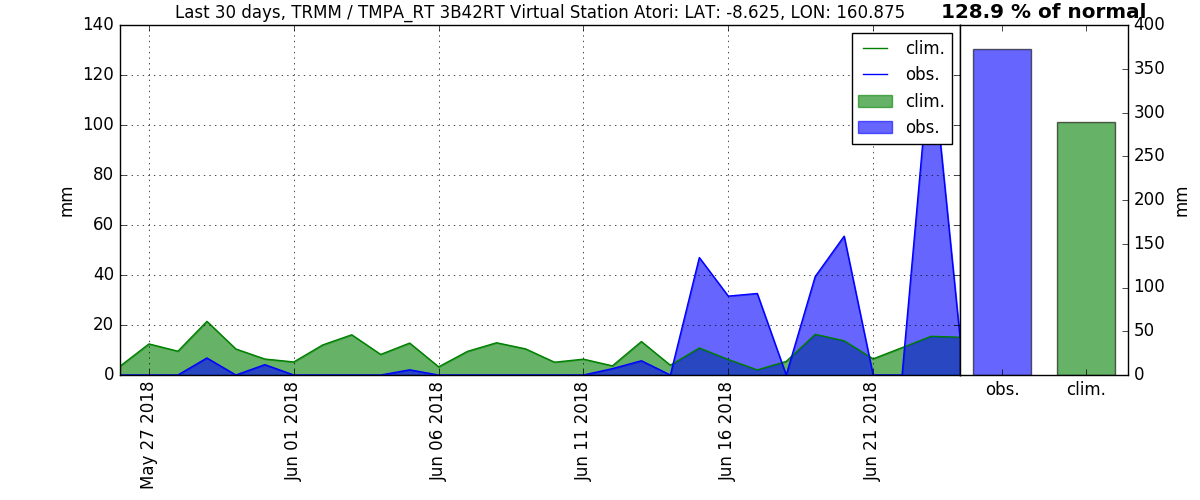 Last 30 days, TRMM / TMPA_RT 3B42RT Virtual Station Atori: LAT: -8.625, LON: 160.875
128.9 % of normal
mm
140
120
100
80
60
40
20
0
clim.
obs.
clim.
obs.
400
350
300
250
200
150
100
50
0
mm
May 27 2018
Jun 01 2018
Jun 06 2018
Jun 11 2018
Jun 16 2018
Jun 21 2018
obs.
clim.